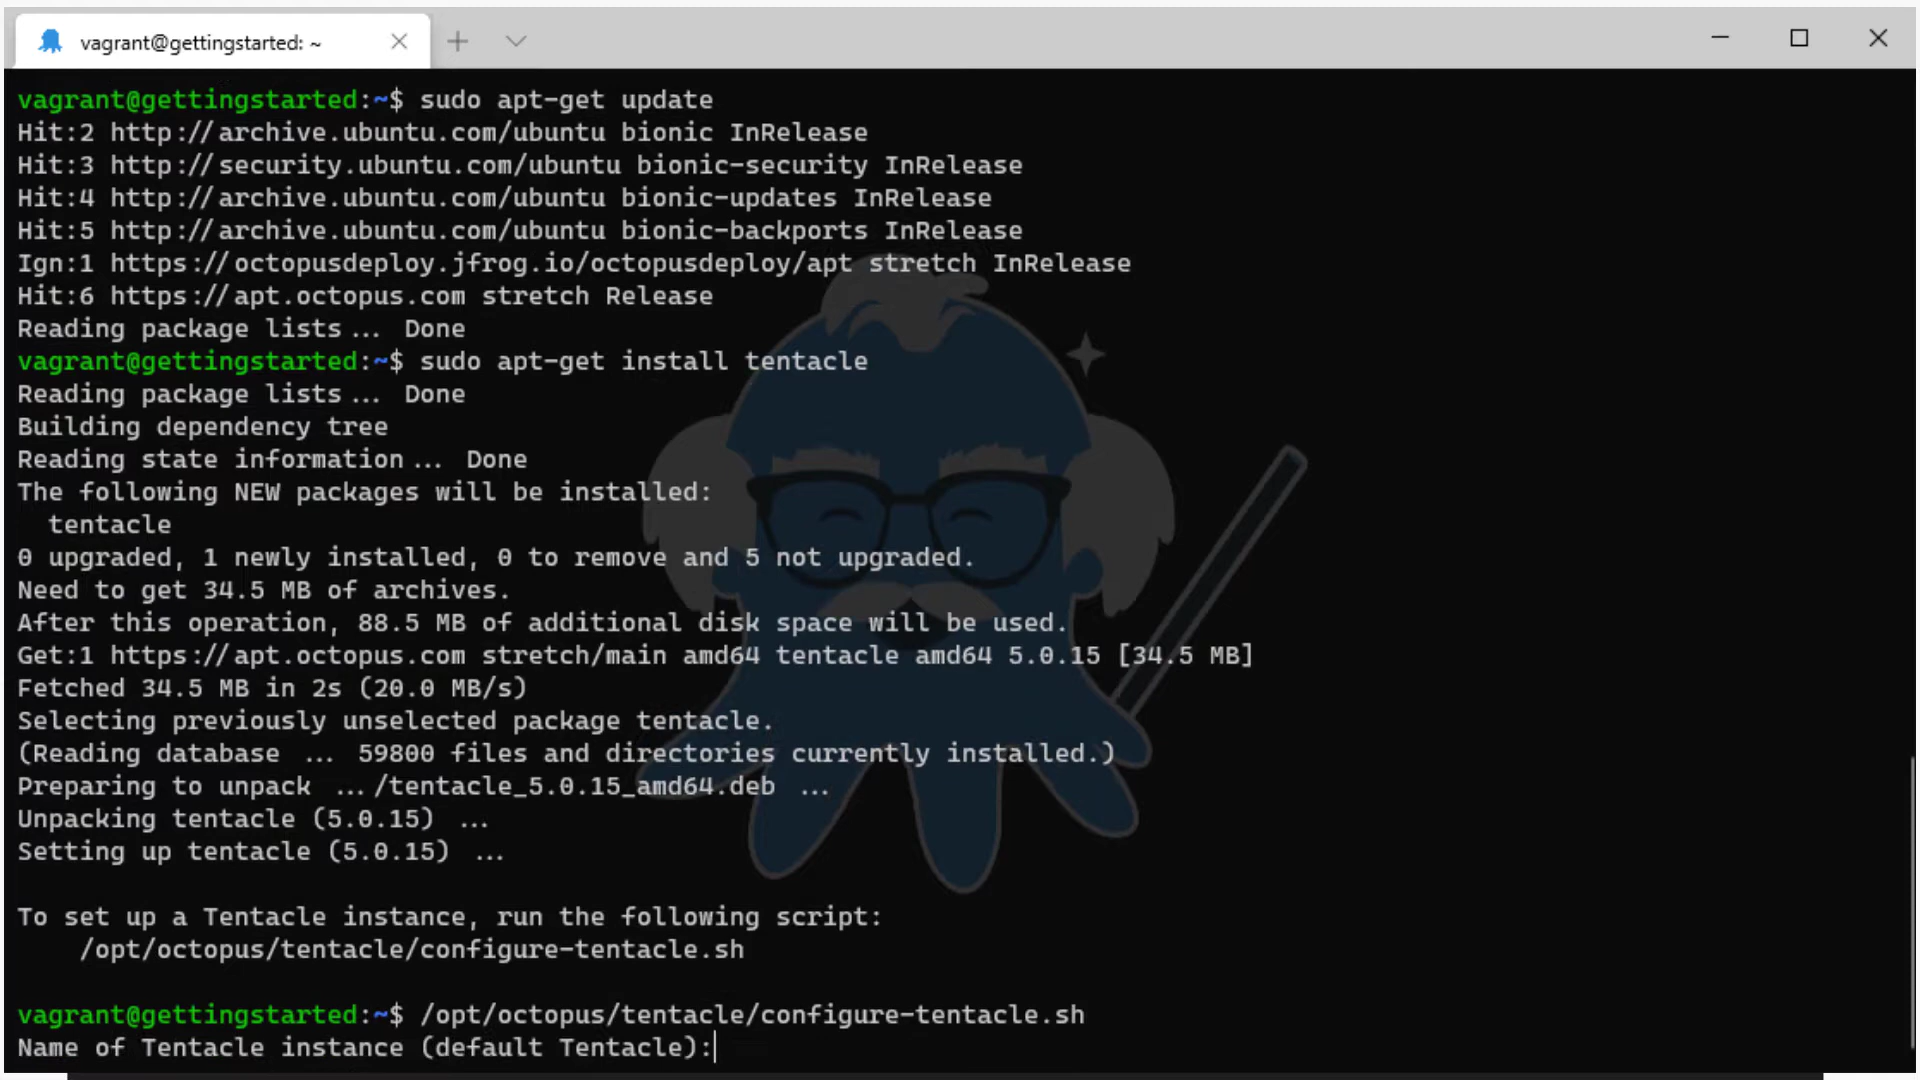 vagrant@gettingstarted: ~
vagrant@gettingstarted:~$ sudo apt-get update
Hit:2 http://archive.ubuntu.com/ubuntu bionic InRelease
Hit:3 http://security.ubuntu.com/ubuntu bionic-security InRelease
Hit:4 http://archive.ubuntu.com/ubuntu bionic-updates InRelease
Hit:5 http://archive.ubuntu.com/ubuntu bionic-backports InRelease
Ign:1 https://octopusdeploy.jfrog.io/octopusdeploy/apt stretch InRelease
Hit:6 https://apt.octopus.com stretch Release
Reading package lists... Done
vagrant@gettingstarted:~$ sudo apt-get install tentacle
Reading package lists... Done
Building dependency tree
Reading state information... Done
The following NEW packages will be installed:
  tentacle
0 upgraded, 1 newly installed, 0 to remove and 5 not upgraded.
Need to get 34.5 MB of archives.
After this operation, 88.5 MB of additional disk space will be used.
Get:1 https://apt.octopus.com stretch/main amd64 tentacle amd64 5.0.15 [34.5 MB]
Fetched 34.5 MB in 2s (20.0 MB/s)
Selecting previously unselected package tentacle.
(Reading database ... 59800 files and directories currently installed.)
Preparing to unpack .../tentacle_5.0.15_amd64.deb ...
Unpacking tentacle (5.0.15) ...
Setting up tentacle (5.0.15) ...
To set up a Tentacle instance, run the following script:
    /opt/octopus/tentacle/configure-tentacle.sh
vagrant@gettingstarted:~$ /opt/octopus/tentacle/configure-tentacle.sh
Name of Tentacle instance (default Tentacle):